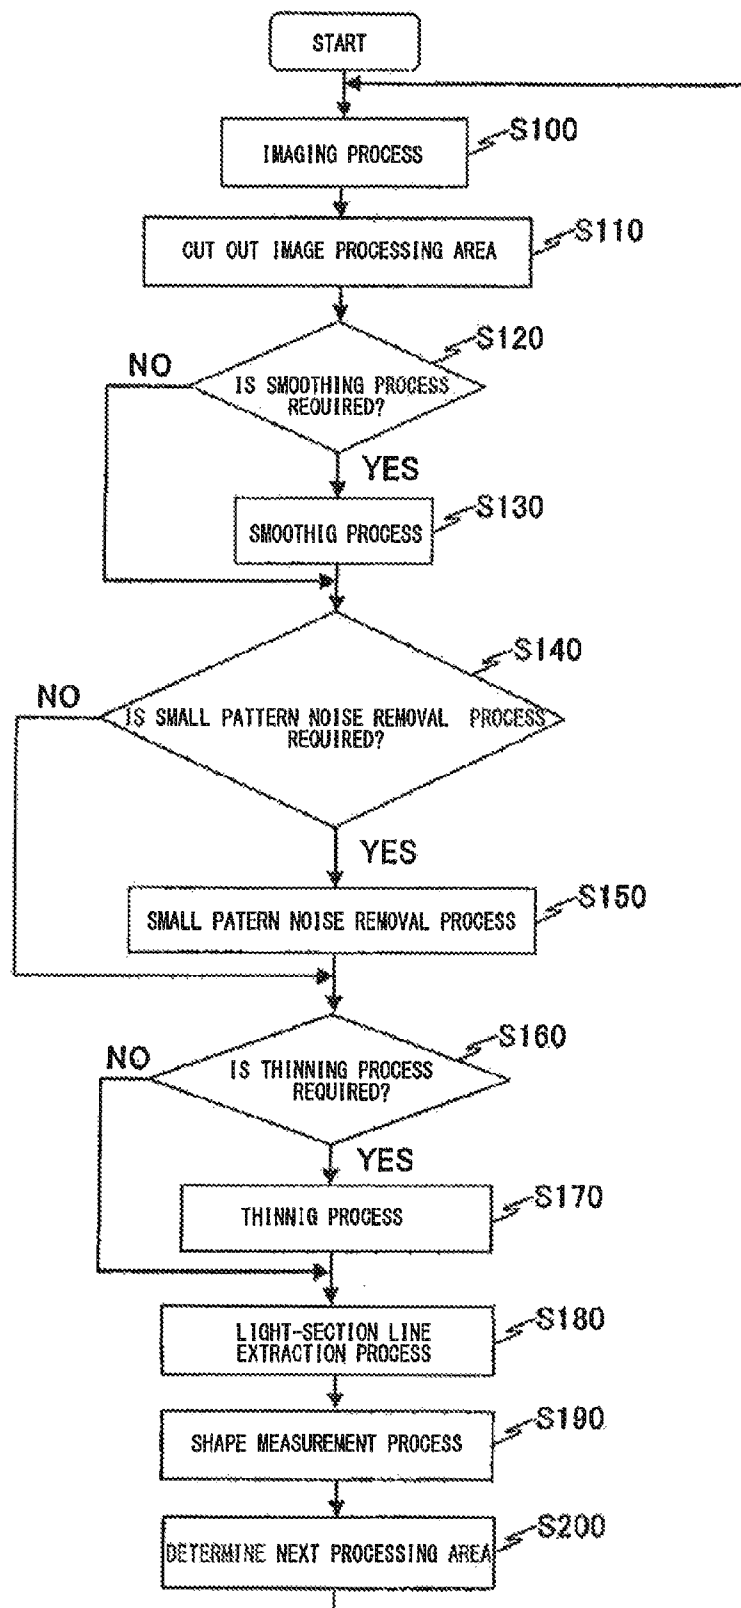 START
IMAGING PROCESS
S100
CUT OUT IMAGE PROCESSING AREA
S110
S120
NO
IS SMOOTHING PROCESS
REQUIRED?
YES
S130
SMOOTHIG PROCESS
S140
NO
IS SMALL PATTERN NOISE REMOVAL PROCESS
REQUIRED?
YES
S150
SMALL PATERN NOISE REMOVAL PROCESS
S160
NO
IS THINNING PROCESS
REQUIRED?
YES
S170
THINNIG PROCESS
S180
LIGHT-SECTION LINE
EXTRACTION PROCESS
S190
SHAPE MEASUREMENT PROCESS
S200
DETERMINE NEXT PROCESSING AREA